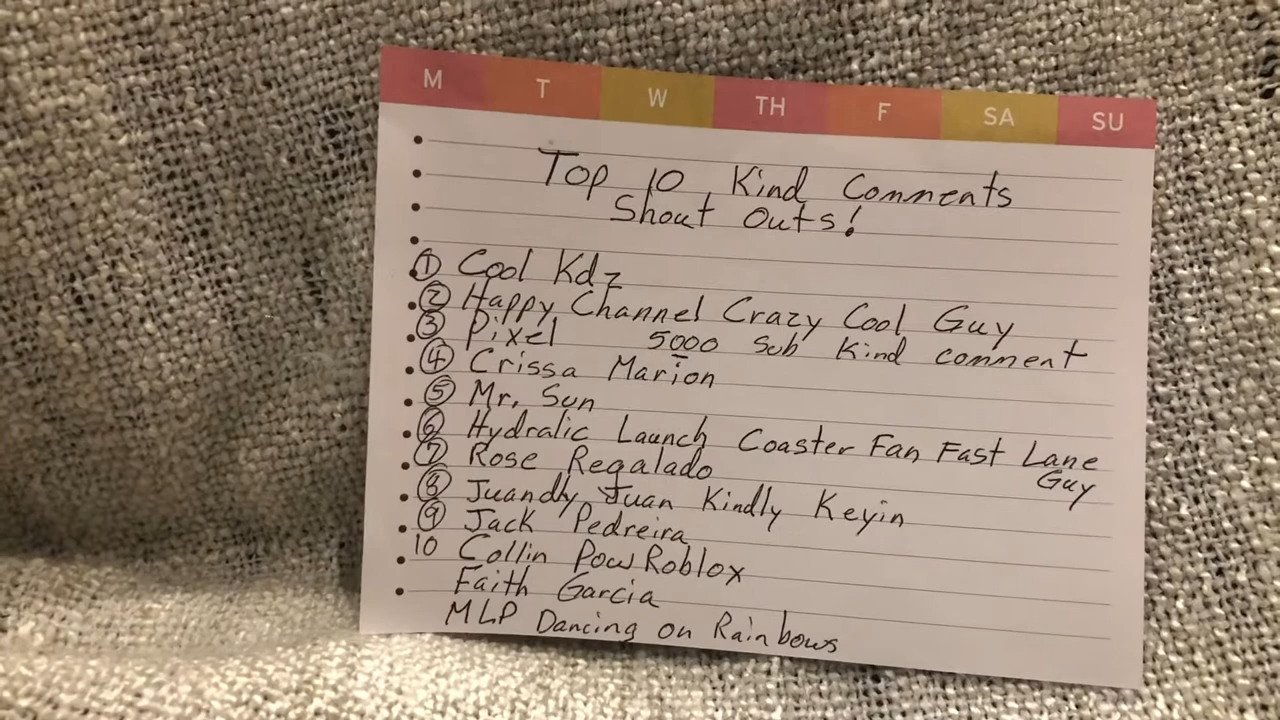 M T W TH F SA SU
Top 10 Kind Comments
Shout Outs!
① Cool Kdz
② Happy Channel Crazy Cool Guy
③ Pixel 5000 Sub Kind comment
④ Crissa Marion
⑤ Mr. Sun
⑥ Hydralic Launch Coaster Fan Fast Lane
Guy
⑦ Rose Regalado
⑧ Juandly Juan Kindly Keyin
⑨ Jack Pedreira
10 Collin Pow Roblox
Faith Garcia
MLP Dancing on Rainbows